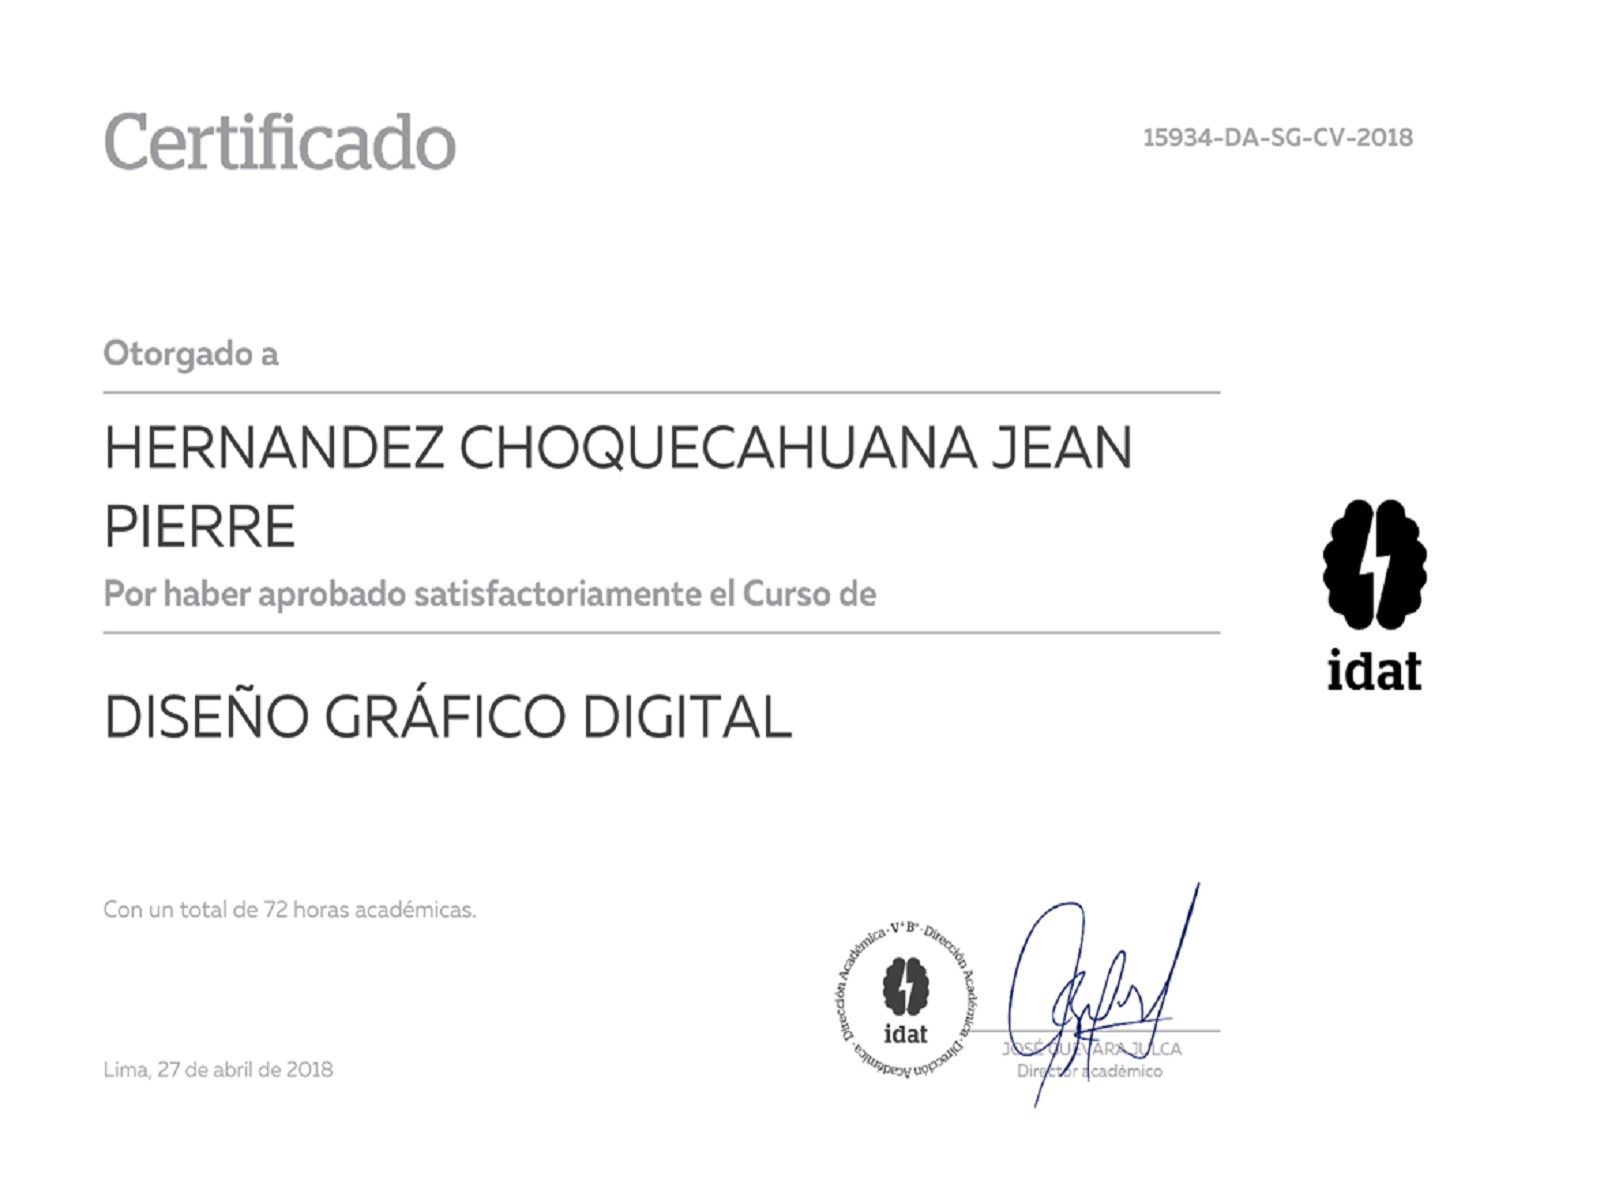 Certificado
15934-DA-SG-CV-2018
Otorgado a
HERNANDEZ CHOQUECAHUANA JEAN
PIERRE
Por haber aprobado satisfactoriamente el Curso de
idat
DISEÑO GRÁFICO DIGITAL
Con un total de 72 horas académicas.
Dirección Académica · V°B° · Dirección Académica · Dirección Académica ·
idat
JOSÉ GUEVARA JULCA
Director académico
Lima, 27 de abril de 2018